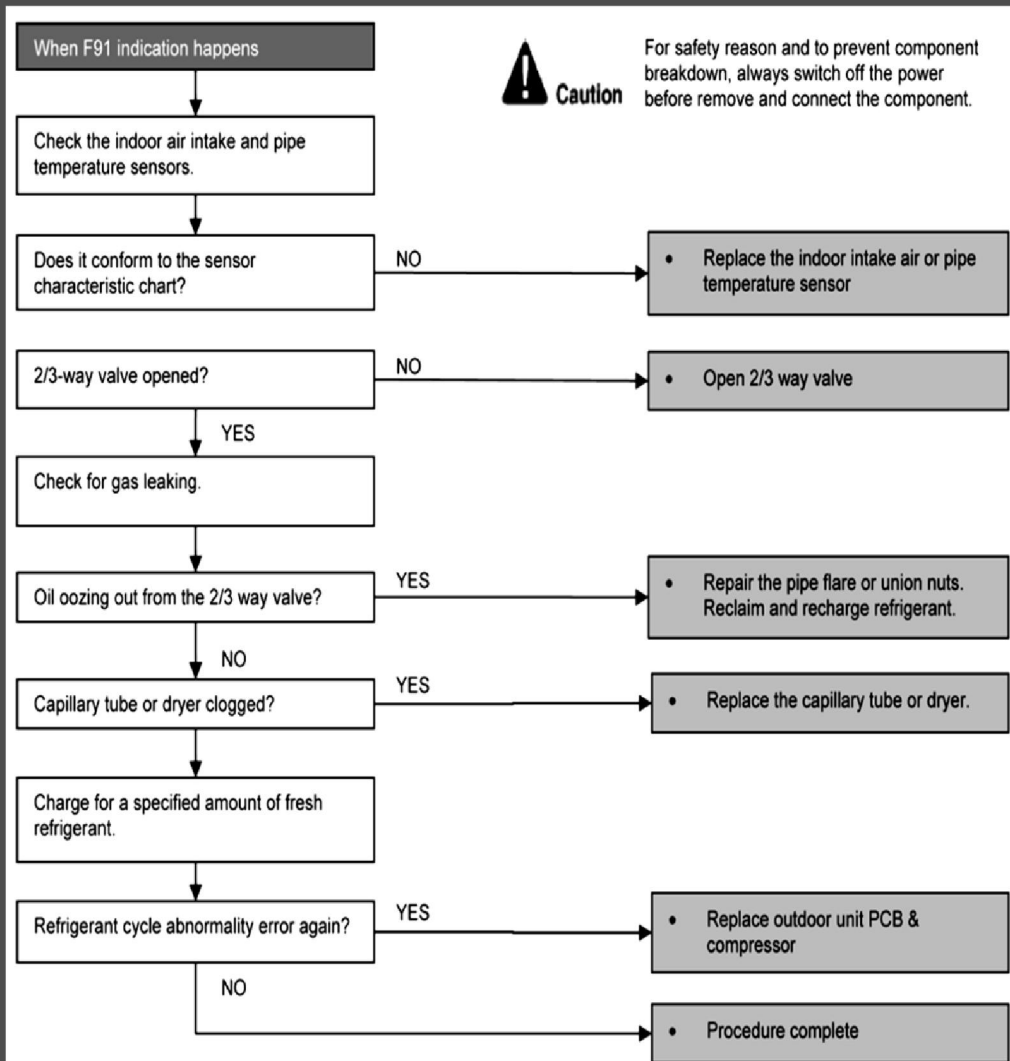 When F91 indication happens
Caution
For safety reason and to prevent component
breakdown, always switch off the power
before remove and connect the component.
Check the indoor air intake and pipe
temperature sensors.
Does it conform to the sensor
characteristic chart?
NO
• Replace the indoor intake air or pipe
temperature sensor
2/3-way valve opened?
NO
• Open 2/3 way valve
YES
Check for gas leaking.
Oil oozing out from the 2/3 way valve?
YES
• Repair the pipe flare or union nuts.
Reclaim and recharge refrigerant.
NO
Capillary tube or dryer clogged?
YES
• Replace the capillary tube or dryer.
Charge for a specified amount of fresh
refrigerant.
Refrigerant cycle abnormality error again?
YES
• Replace outdoor unit PCB &
compressor
NO
• Procedure complete